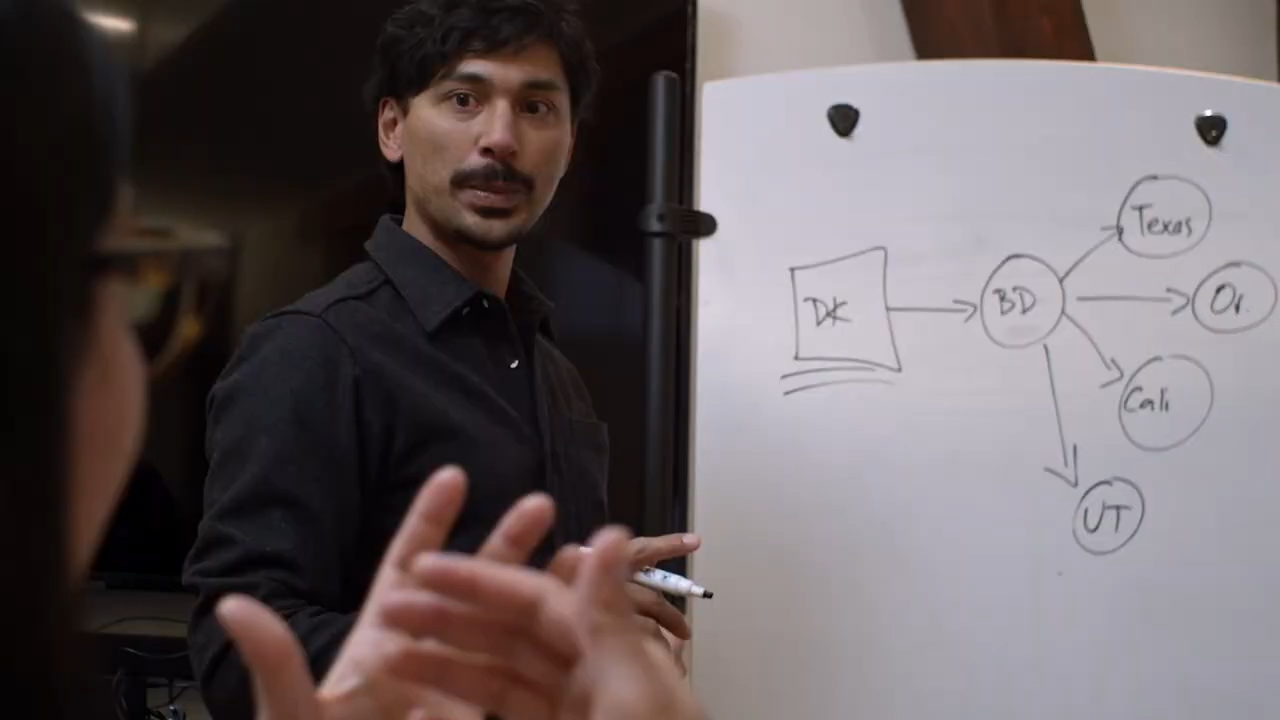 Texas
DK
BD
Or.
Cali
UT